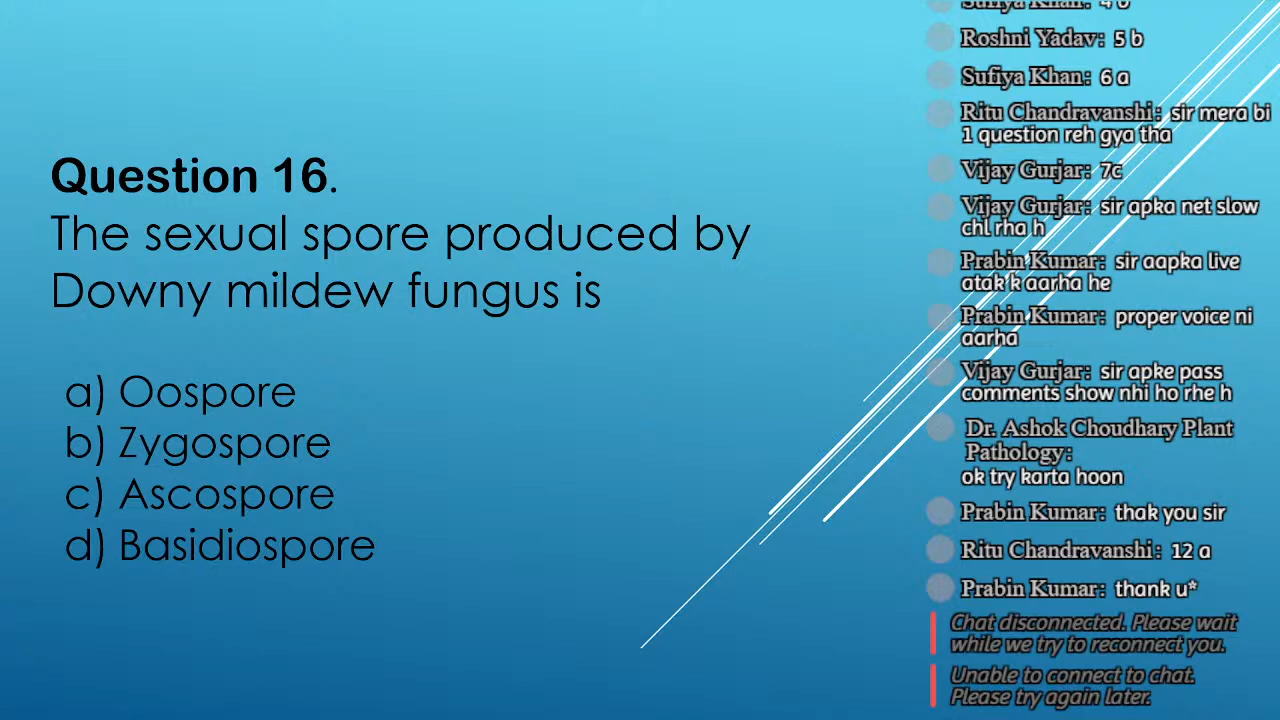 Question 16.
The sexual spore produced by
Downy mildew fungus is
a) Oospore
b) Zygospore
c) Ascospore
d) Basidiospore
Sufiya Khan: 4 b
Roshni Yadav: 5 b
Sufiya Khan: 6 a
Ritu Chandravanshi: sir mera bi
1 question reh gya tha
Vijay Gurjar: 7c
Vijay Gurjar: sir apka net slow
chl rha h
Prabin Kumar: sir aapka live
atak k aarha he
Prabin Kumar: proper voice ni
aarha
Vijay Gurjar: sir apke pass
comments show nhi ho rhe h
Dr. Ashok Choudhary Plant
Pathology:
ok try karta hoon
Prabin Kumar: thak you sir
Ritu Chandravanshi: 12 a
Prabin Kumar: thank u*
Chat disconnected. Please wait
while we try to reconnect you.
Unable to connect to chat.
Please try again later.